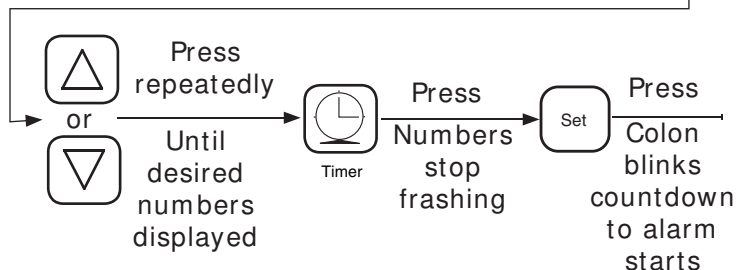 Press
repeatedly
or
Until
desired
numbers
displayed
Timer
Press
Numbers
stop
frashing
Set
Press
Colon
blinks
countdown
to alarm
starts